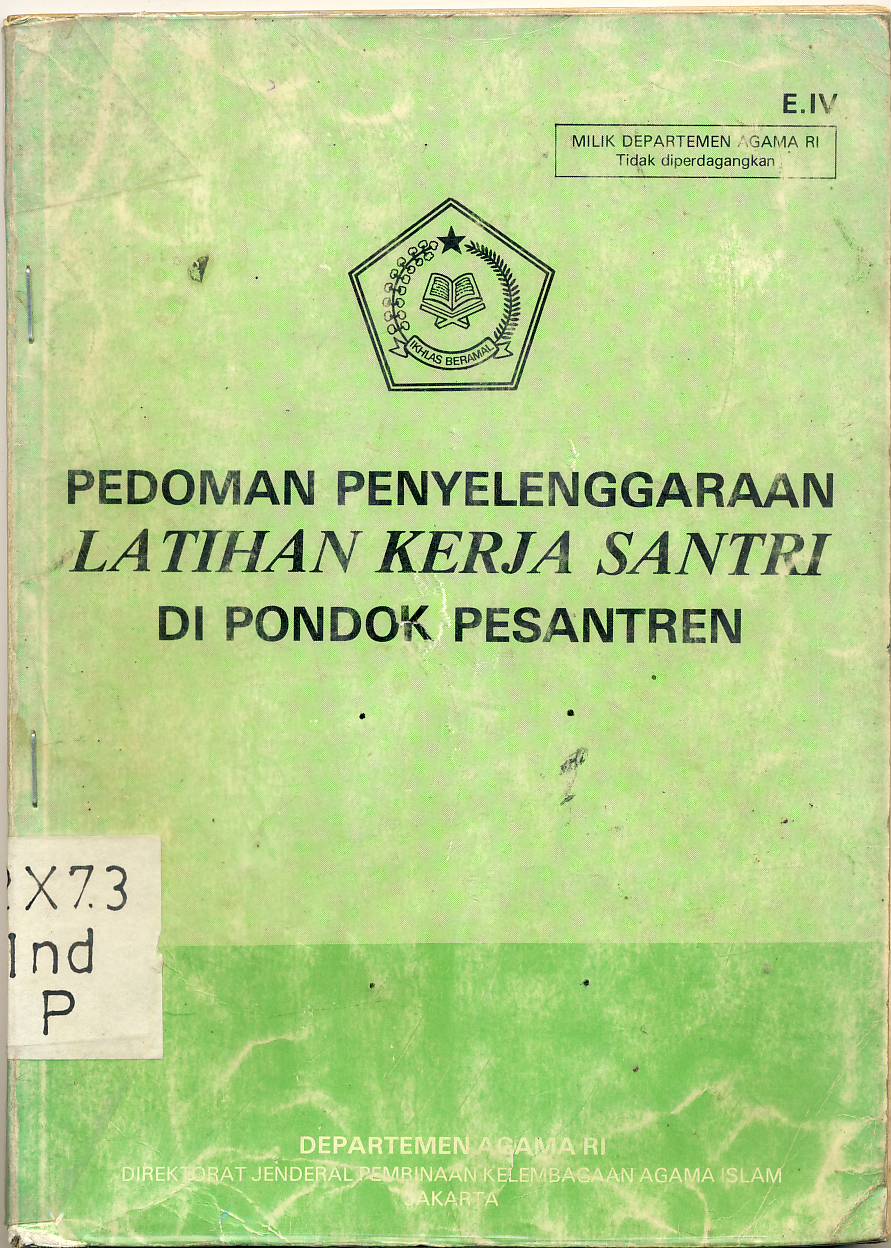 E.IV
MILIK DEPARTEMEN AGAMA RI
Tidak diperdagangkan
IKHLAS BERAMAL
PEDOMAN PENYELENGGARAAN
LATIHAN KERJA SANTRI
DI PONDOK PESANTREN
X7.3
Ind
P
DEPARTEMEN AGAMA RI
DIREKTORAT JENDERAL PEMBINAAN KELEMBAGAAN AGAMA ISLAM
JAKARTA